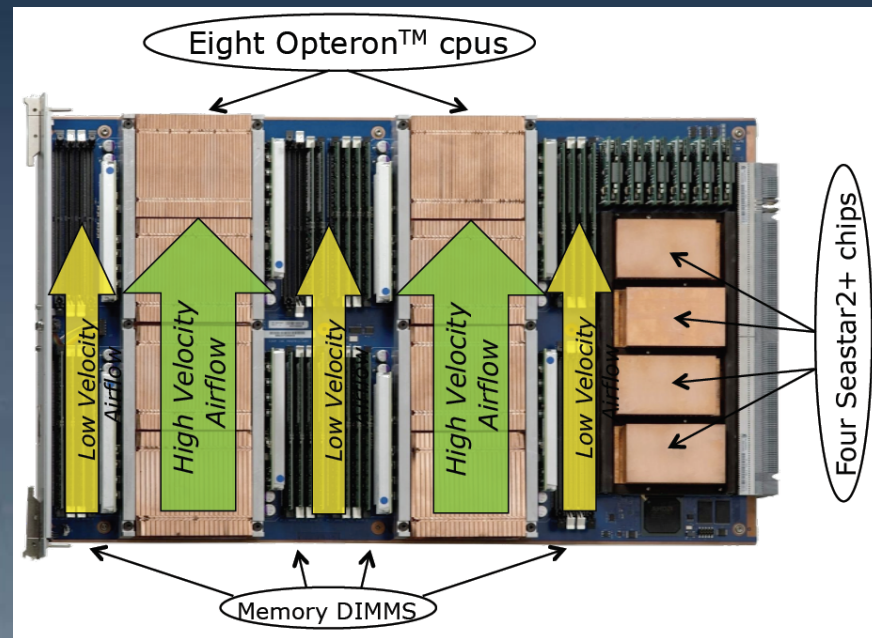 Eight Opteron™ cpus
Low Velocity
Airflow
High Velocity
Airflow
Low Velocity
Airflow
High Velocity
Airflow
Low Velocity
Airflow
Four Seastar2+ chips
Memory DIMMS